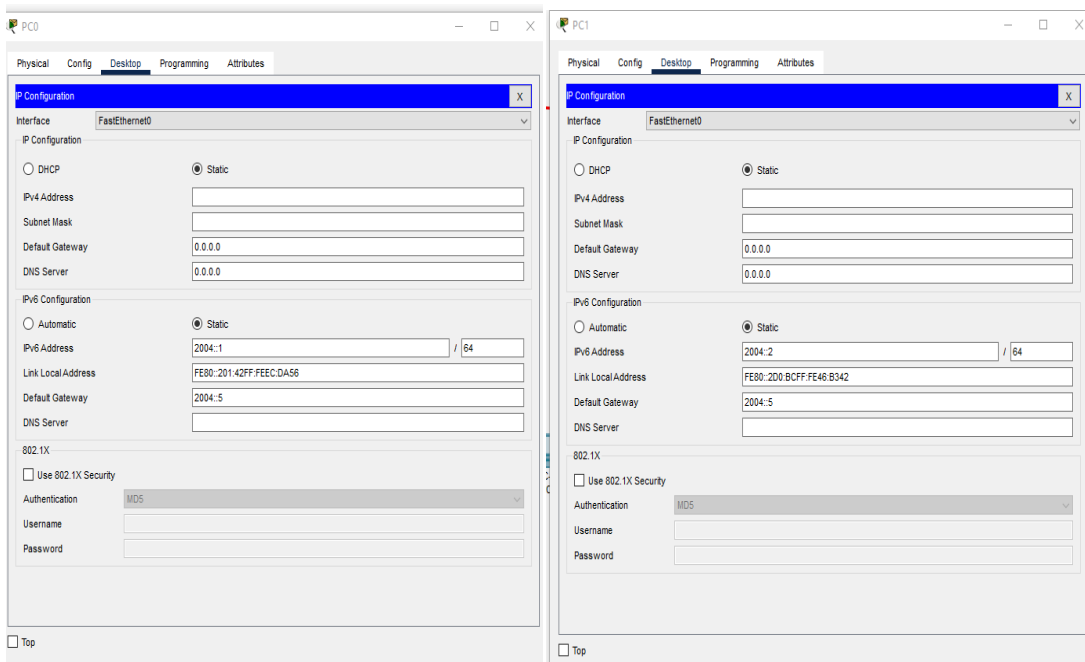 PC0
Physical Config Desktop Programming Attributes
IP Configuration X
Interface FastEthernet0
IP Configuration
DHCP Static
IPv4 Address
Subnet Mask
Default Gateway 0.0.0.0
DNS Server 0.0.0.0
IPv6 Configuration
Automatic Static
IPv6 Address 2004::1 / 64
Link Local Address FE80::201:42FF:FEEC:DA56
Default Gateway 2004::5
DNS Server
802.1X
Use 802.1X Security
Authentication MD5
Username
Password
Top
PC1
Physical Config Desktop Programming Attributes
IP Configuration X
Interface FastEthernet0
IP Configuration
DHCP Static
IPv4 Address
Subnet Mask
Default Gateway 0.0.0.0
DNS Server 0.0.0.0
IPv6 Configuration
Automatic Static
IPv6 Address 2004::2 / 64
Link Local Address FE80::2D0:BCFF:FE46:B342
Default Gateway 2004::5
DNS Server
802.1X
Use 802.1X Security
Authentication MD5
Username
Password
Top